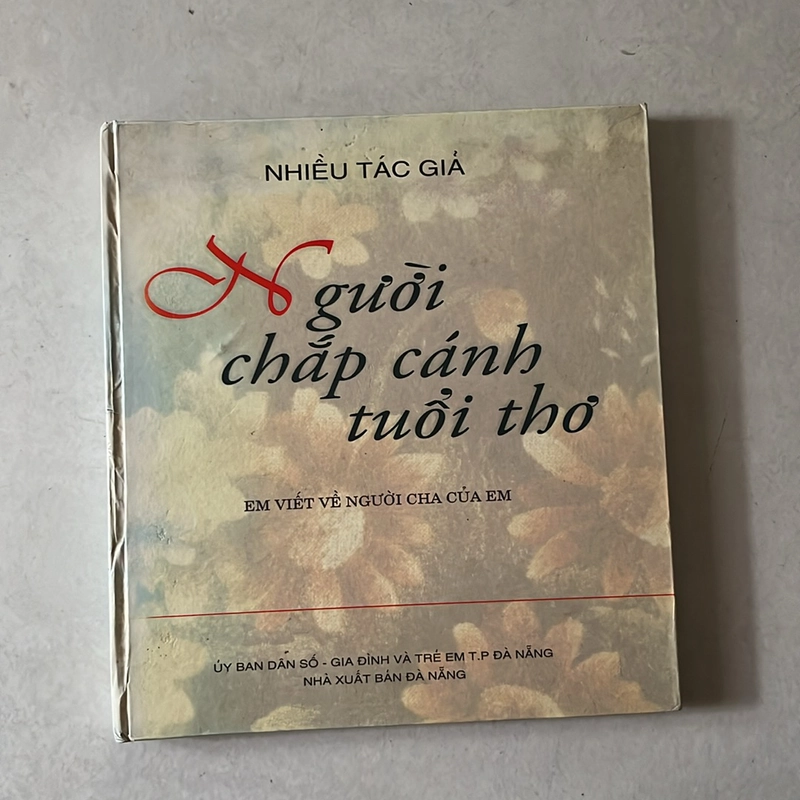 NHIỀU TÁC GIẢ
Người
chắp cánh
tuổi thơ
EM VIẾT VỀ NGƯỜI CHA CỦA EM
ỦY BAN DÂN SỐ - GIA ĐÌNH VÀ TRẺ EM T.P ĐÀ NẴNG
NHÀ XUẤT BẢN ĐÀ NẴNG